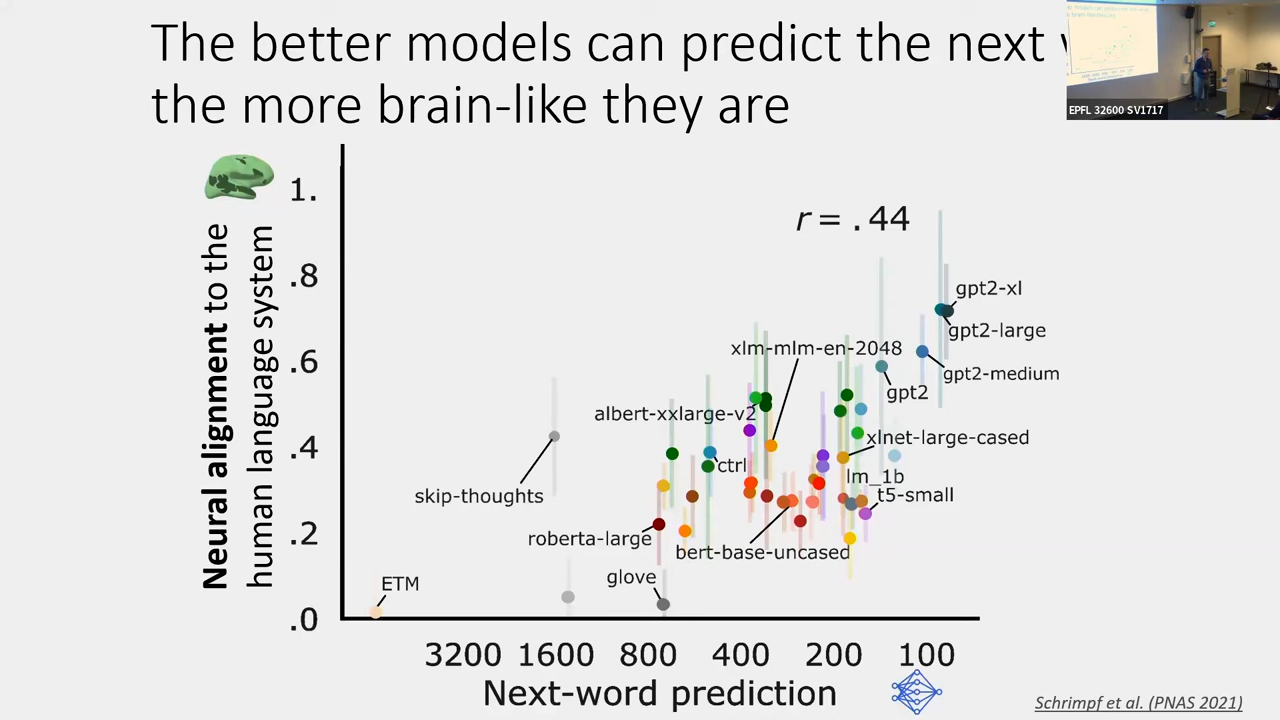 The better models can predict the next
the more brain-like they are
EPFL 32600 SV1717
Neural alignment to the
human language system
1.
.8
.6
.4
.2
.0
r = .44
gpt2-xl
gpt2-large
xlm-mlm-en-2048
gpt2-medium
gpt2
albert-xxlarge-v2
xlnet-large-cased
ctrl
lm_1b
skip-thoughts
t5-small
roberta-large
bert-base-uncased
glove
ETM
3200 1600 800 400 200 100
Next-word prediction
Schrimpf et al. (PNAS 2021)